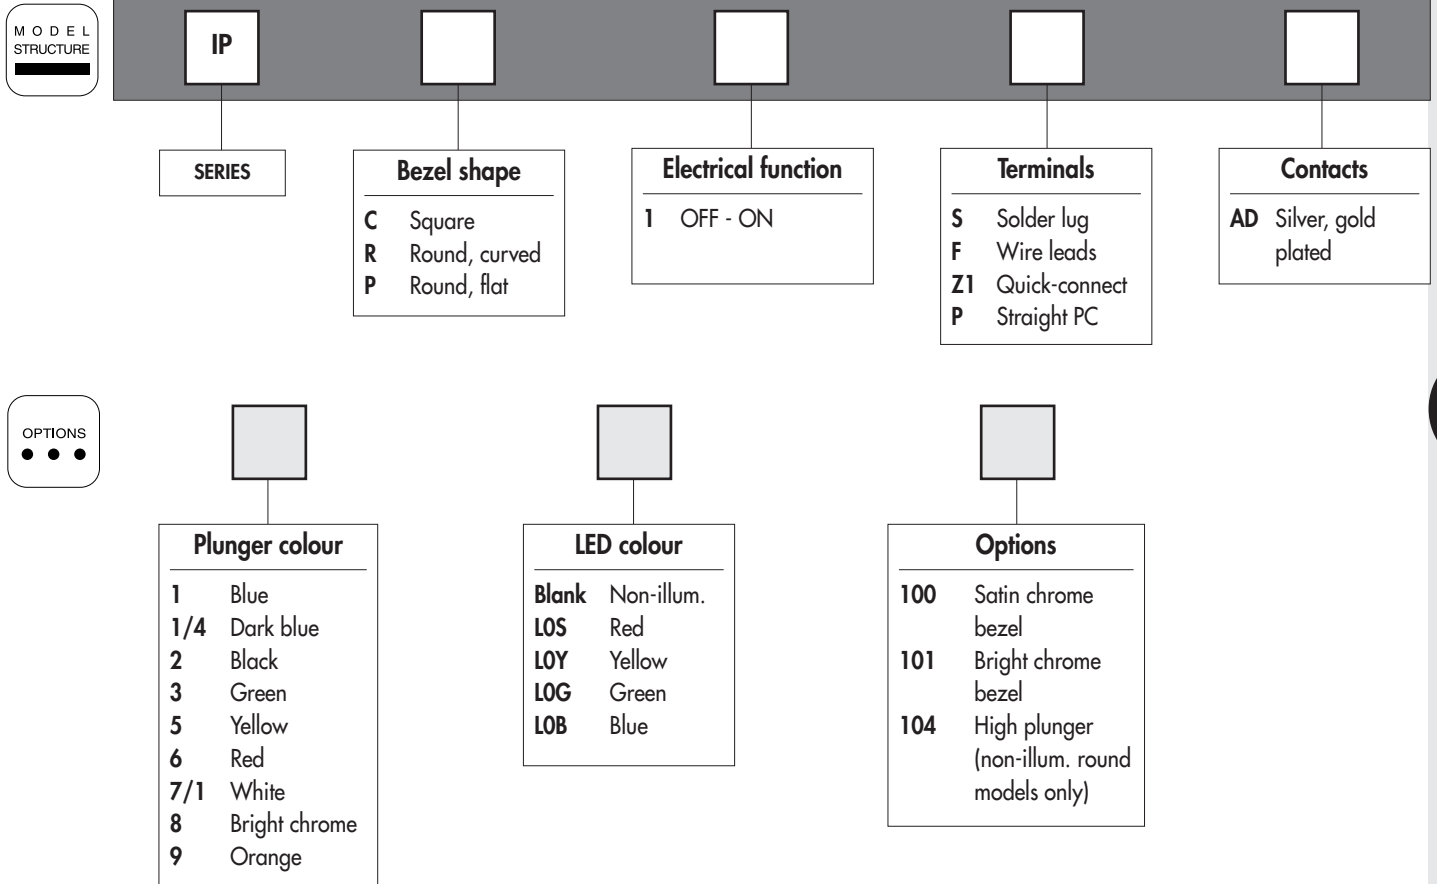 MODEL
STRUCTURE
IP
SERIES
Bezel shape
C Square
R Round, curved
P Round, flat
Electrical function
1 OFF - ON
Terminals
S Solder lug
F Wire leads
Z1 Quick-connect
P Straight PC
Contacts
AD Silver, gold
plated
OPTIONS
Plunger colour
1 Blue
1/4 Dark blue
2 Black
3 Green
5 Yellow
6 Red
7/1 White
8 Bright chrome
9 Orange
LED colour
Blank Non-illum.
L0S Red
L0Y Yellow
L0G Green
L0B Blue
Options
100 Satin chrome
bezel
101 Bright chrome
bezel
104 High plunger
(non-illum. round
models only)